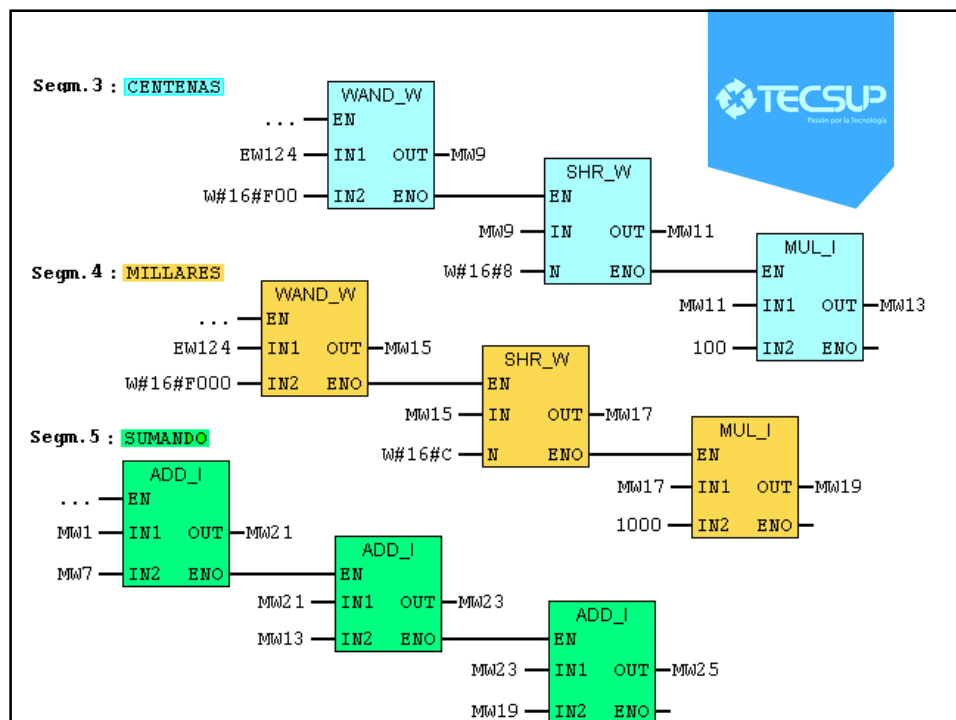 TECSUP
Pasión por la Tecnología
Segm.3 : CENTENAS
WAND_W
... EN
EW124 IN1 OUT MW9
W#16#F00 IN2 ENO
SHR_W
EN
MW9 IN OUT MW11
W#16#8 N ENO
MUL_I
EN
MW11 IN1 OUT MW13
100 IN2 ENO
Segm.4 : MILLARES
WAND_W
... EN
EW124 IN1 OUT MW15
W#16#F000 IN2 ENO
SHR_W
EN
MW15 IN OUT MW17
W#16#C N ENO
MUL_I
EN
MW17 IN1 OUT MW19
1000 IN2 ENO
Segm.5 : SUMANDO
ADD_I
... EN
MW1 IN1 OUT MW21
MW7 IN2 ENO
ADD_I
EN
MW21 IN1 OUT MW23
MW13 IN2 ENO
ADD_I
EN
MW23 IN1 OUT MW25
MW19 IN2 ENO